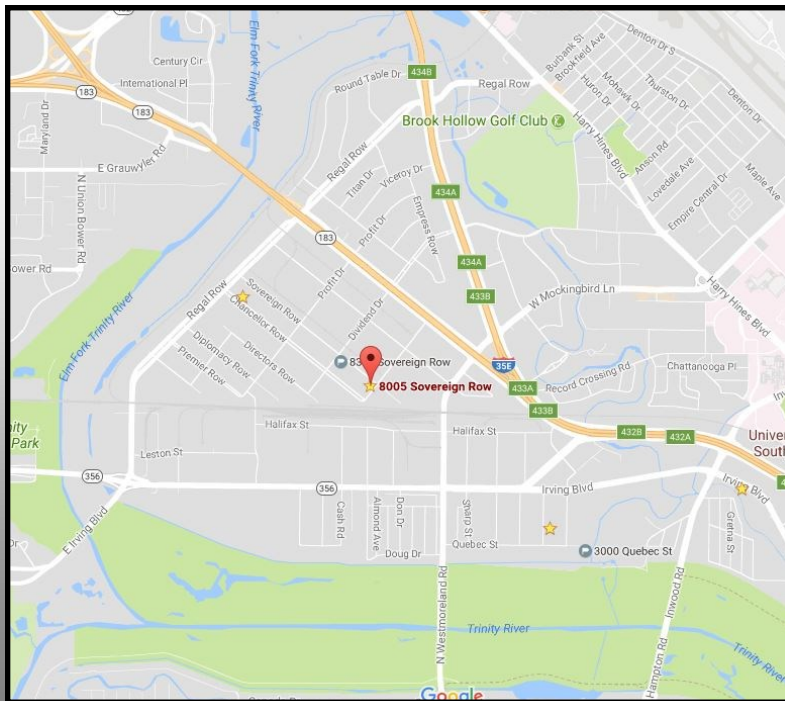 Century Cir
International Pl
183
183
183
Maryland Dr
E Grauwyler Rd
N Union Bower Rd
ower Rd
Elm Fork Trinity River
Round Table Dr
434B
Regal Row
Burbank St
Brookfield Ave
Denton Dr S
Huron Dr
Mohawk Dr
Thurston Dr
Denton Dr
Brook Hollow Golf Club
Harry Hines Blvd
Anson Rd
Lovedale Ave
Maple Ave
Empire Central Dr
Regal Row
Titan Dr
Viceroy Dr
434A
Empress Row
Profit Dr
183
434A
433B
Harry Hines Blvd
W Mockingbird Ln
Sovereign Row
Profit Dr
Regal Row
Chancellor Row
Dividend Dr
Elm Fork Trinity River
Diplomacy Row
Directors Row
Premier Row
Sovereign Row
8005 Sovereign Row
35E
433A
433B
Record Crossing Rd
Chattanooga Pl
432B
432A
Univer
South
nity
Park
Halifax St
Halifax St
Leston St
356
356
Irving Blvd
Irving Blvd
E Irving Blvd
Cash Rd
Almond Ave
Don Dr
Doug Dr
Sharp St
Quebec St
3000 Quebec St
Gretna St
Inwood Rd
N Westmoreland Rd
Hampton Rd
Trinity River
Trinity River
Google